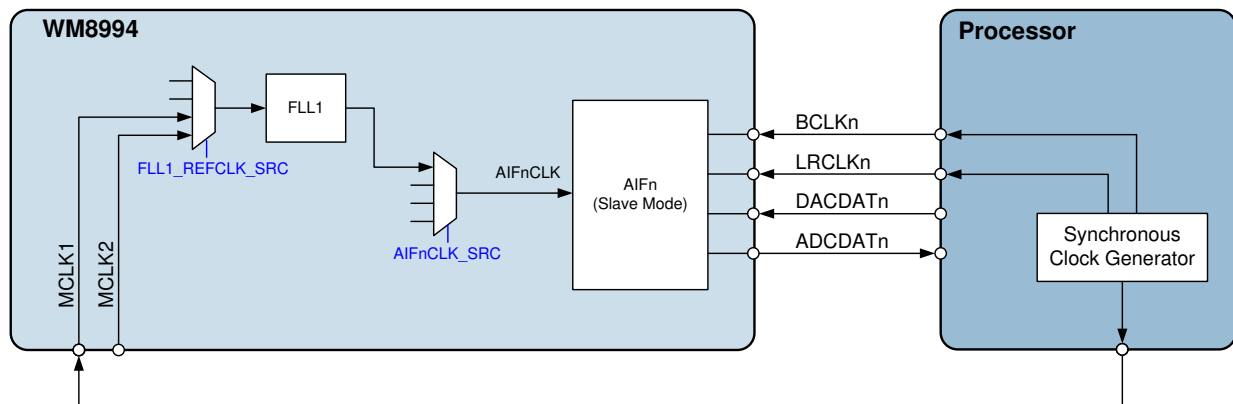 WM8994
Processor
FLL1
FLL1_REFCLK_SRC
AIFnCLK
AIFnCLK_SRC
MCLK1
MCLK2
AIFn
(Slave Mode)
BCLKn
LRCLKn
DACDATn
ADCDATn
Synchronous
Clock Generator